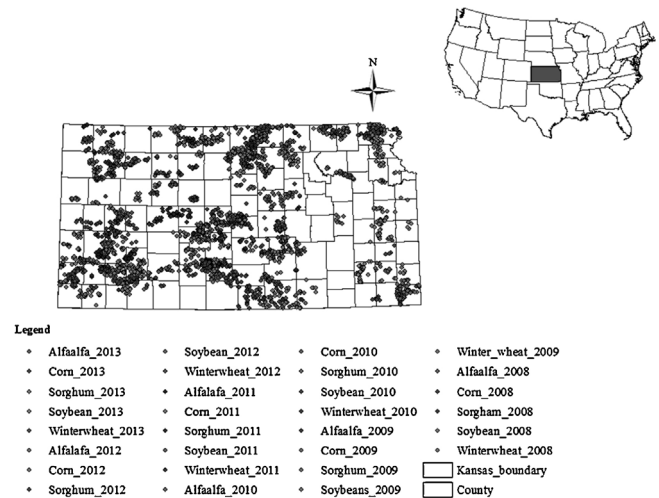 N
Legend
Alfaalfa_2013
Corn_2013
Sorghum_2013
Soybean_2013
Winterwheat_2013
Alfalafa_2012
Corn_2012
Sorghum_2012
Soybean_2012
Winterwheat_2012
Alfalafa_2011
Corn_2011
Sorghum_2011
Soybean_2011
Winterwheat_2011
Alfaalfa_2010
Corn_2010
Sorghum_2010
Soybean_2010
Winterwheat_2010
Alfaalfa_2009
Corn_2009
Sorghum_2009
Soybeans_2009
Winter_wheat_2009
Alfaalfa_2008
Corn_2008
Sorgham_2008
Soybean_2008
Winterwheat_2008
Kansas_boundary
County